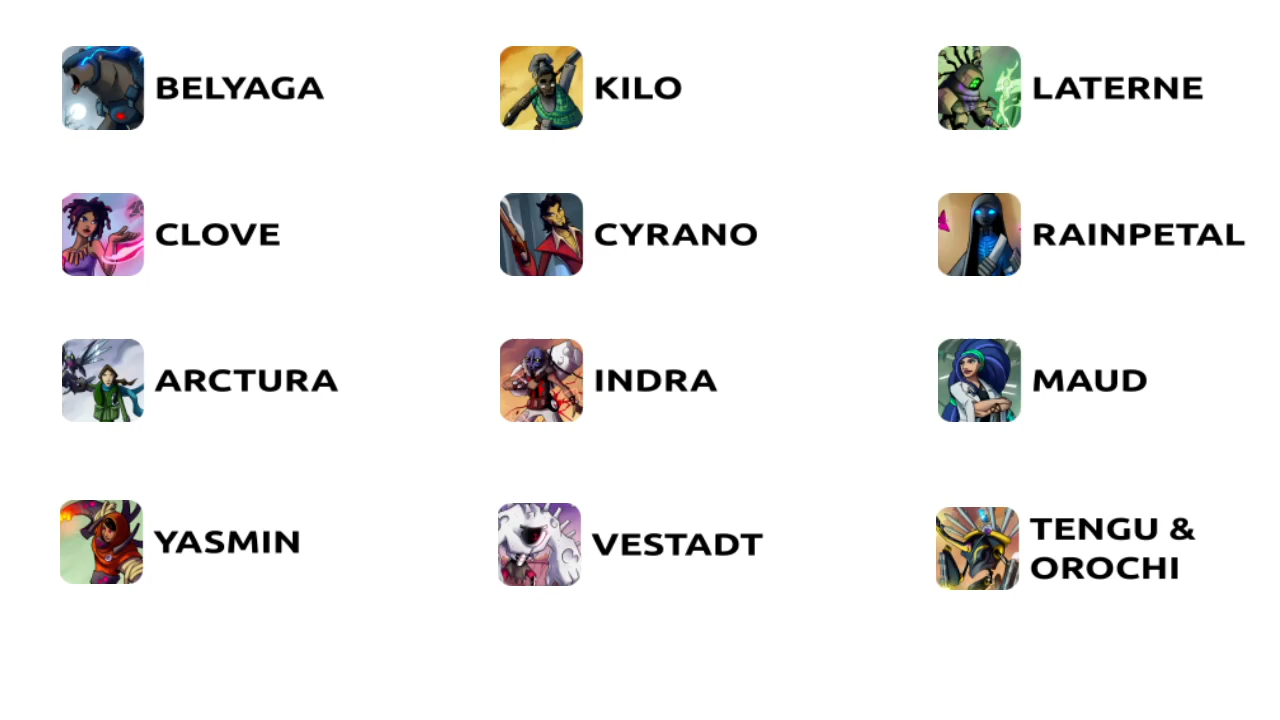 BELYAGA
KILO
LATERNE
CLOVE
CYRANO
RAINPETAL
ARCTURA
INDRA
MAUD
YASMIN
VESTADT
TENGU &
OROCHI